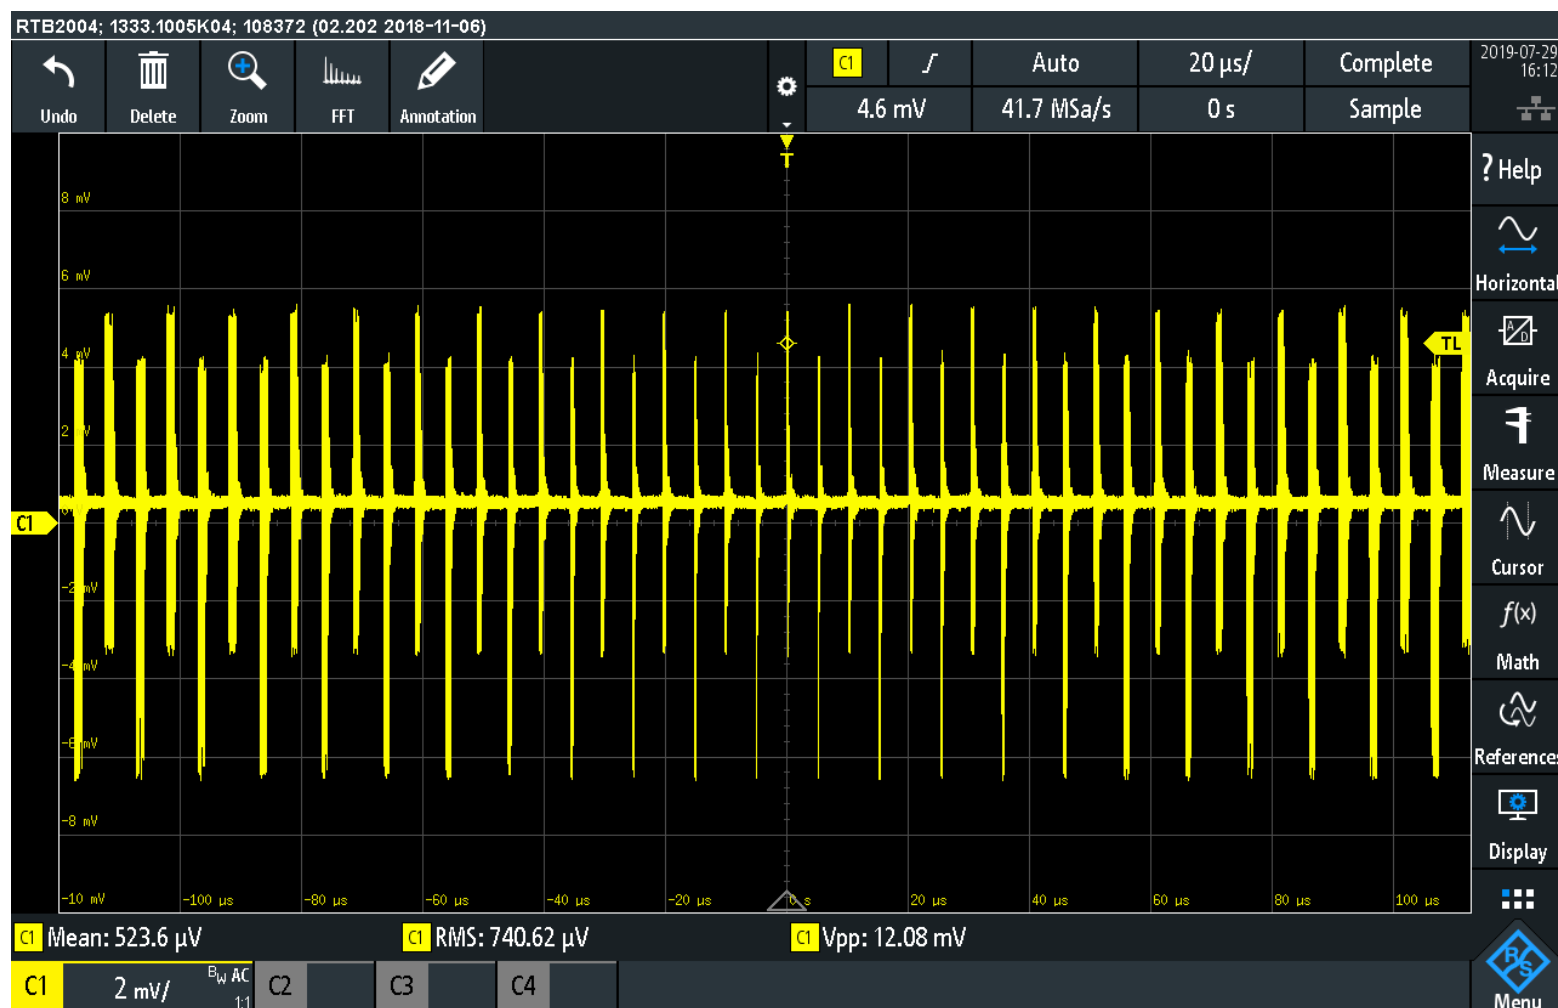 RTB2004; 1333.1005K04; 108372 (02.202 2018-11-06)
Undo Delete Zoom FFT Annotation
C1 Auto 20 µs/ Complete
4.6 mV 41.7 MSa/s 0 s Sample
2019-07-29
16:12
T
? Help
Horizontal
Acquire
Measure
Cursor
f(x)
Math
References
Display
Menu
8 mV
6 mV
4 mV
2 mV
0 V
-2 mV
-4 mV
-6 mV
-8 mV
-10 mV
TL
C1
-100 µs -80 µs -60 µs -40 µs -20 µs 0 s 20 µs 40 µs 60 µs 80 µs 100 µs
C1 Mean: 523.6 µV C1 RMS: 740.62 µV C1 Vpp: 12.08 mV
C1 2 mV/ BW AC 1:1 C2 C3 C4
R&S